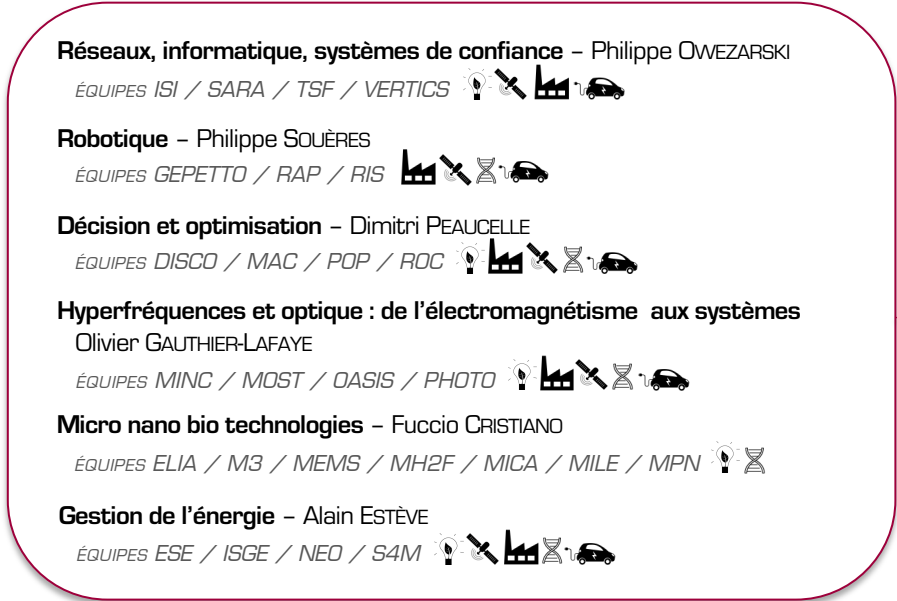 Réseaux, informatique, systèmes de confiance – Philippe OWEZARSKI
ÉQUIPES ISI / SARA / TSF / VERTICS
Robotique – Philippe SOUÈRES
ÉQUIPES GEPETTO / RAP / RIS
Décision et optimisation – Dimitri PEAUCELLE
ÉQUIPES DISCO / MAC / POP / ROC
Hyperfréquences et optique : de l'électromagnétisme aux systèmes
Olivier GAUTHIER-LAFAYE
ÉQUIPES MINC / MOST / OASIS / PHOTO
Micro nano bio technologies – Fuccio CRISTIANO
ÉQUIPES ELIA / M3 / MEMS / MH2F / MICA / MILE / MPN
Gestion de l'énergie – Alain ESTÈVE
ÉQUIPES ESE / ISGE / NEO / S4M